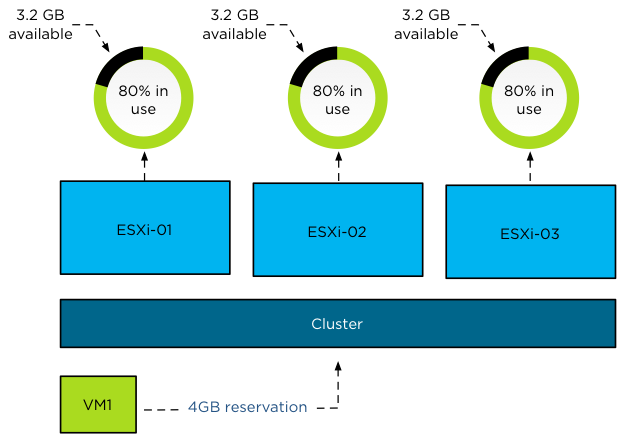 3.2 GB
available
3.2 GB
available
3.2 GB
available
80% in
use
80% in
use
80% in
use
ESXi-01
ESXi-02
ESXi-03
Cluster
VM1
4GB reservation